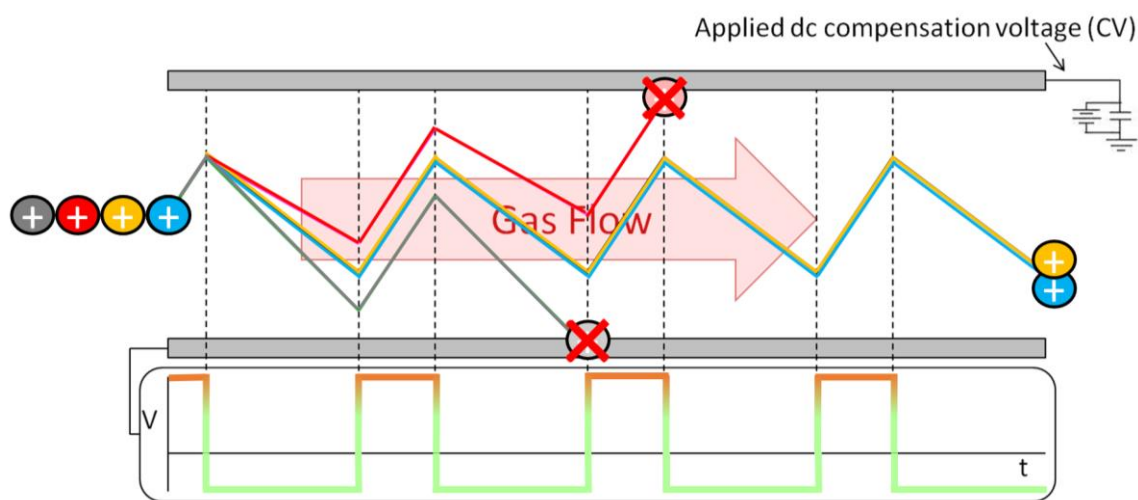 Applied dc compensation voltage (CV)
+ + + +
Gas Flow
+
+
V
t